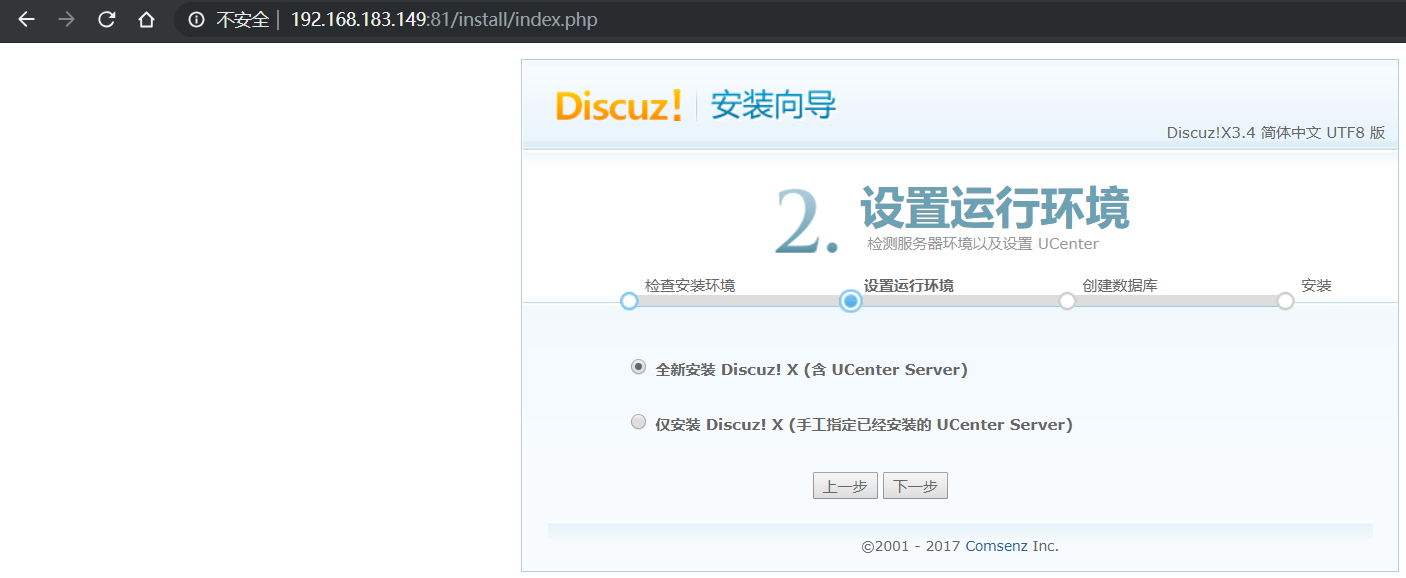 不安全 | 192.168.183.149:81/install/index.php
Discuz! 安装向导
Discuz!X3.4 简体中文 UTF8 版
2. 设置运行环境
检测服务器环境以及设置 UCenter
检查安装环境 设置运行环境 创建数据库 安装
全新安装 Discuz! X (含 UCenter Server)
仅安装 Discuz! X (手工指定已经安装的 UCenter Server)
上一步 下一步
©2001 - 2017 Comsenz Inc.